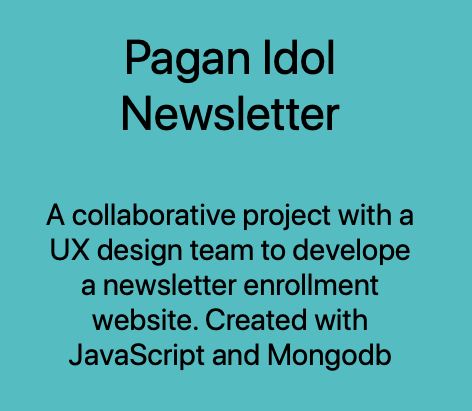 Pagan Idol
Newsletter
A collaborative project with a
UX design team to develope
a newsletter enrollment
website. Created with
JavaScript and Mongodb